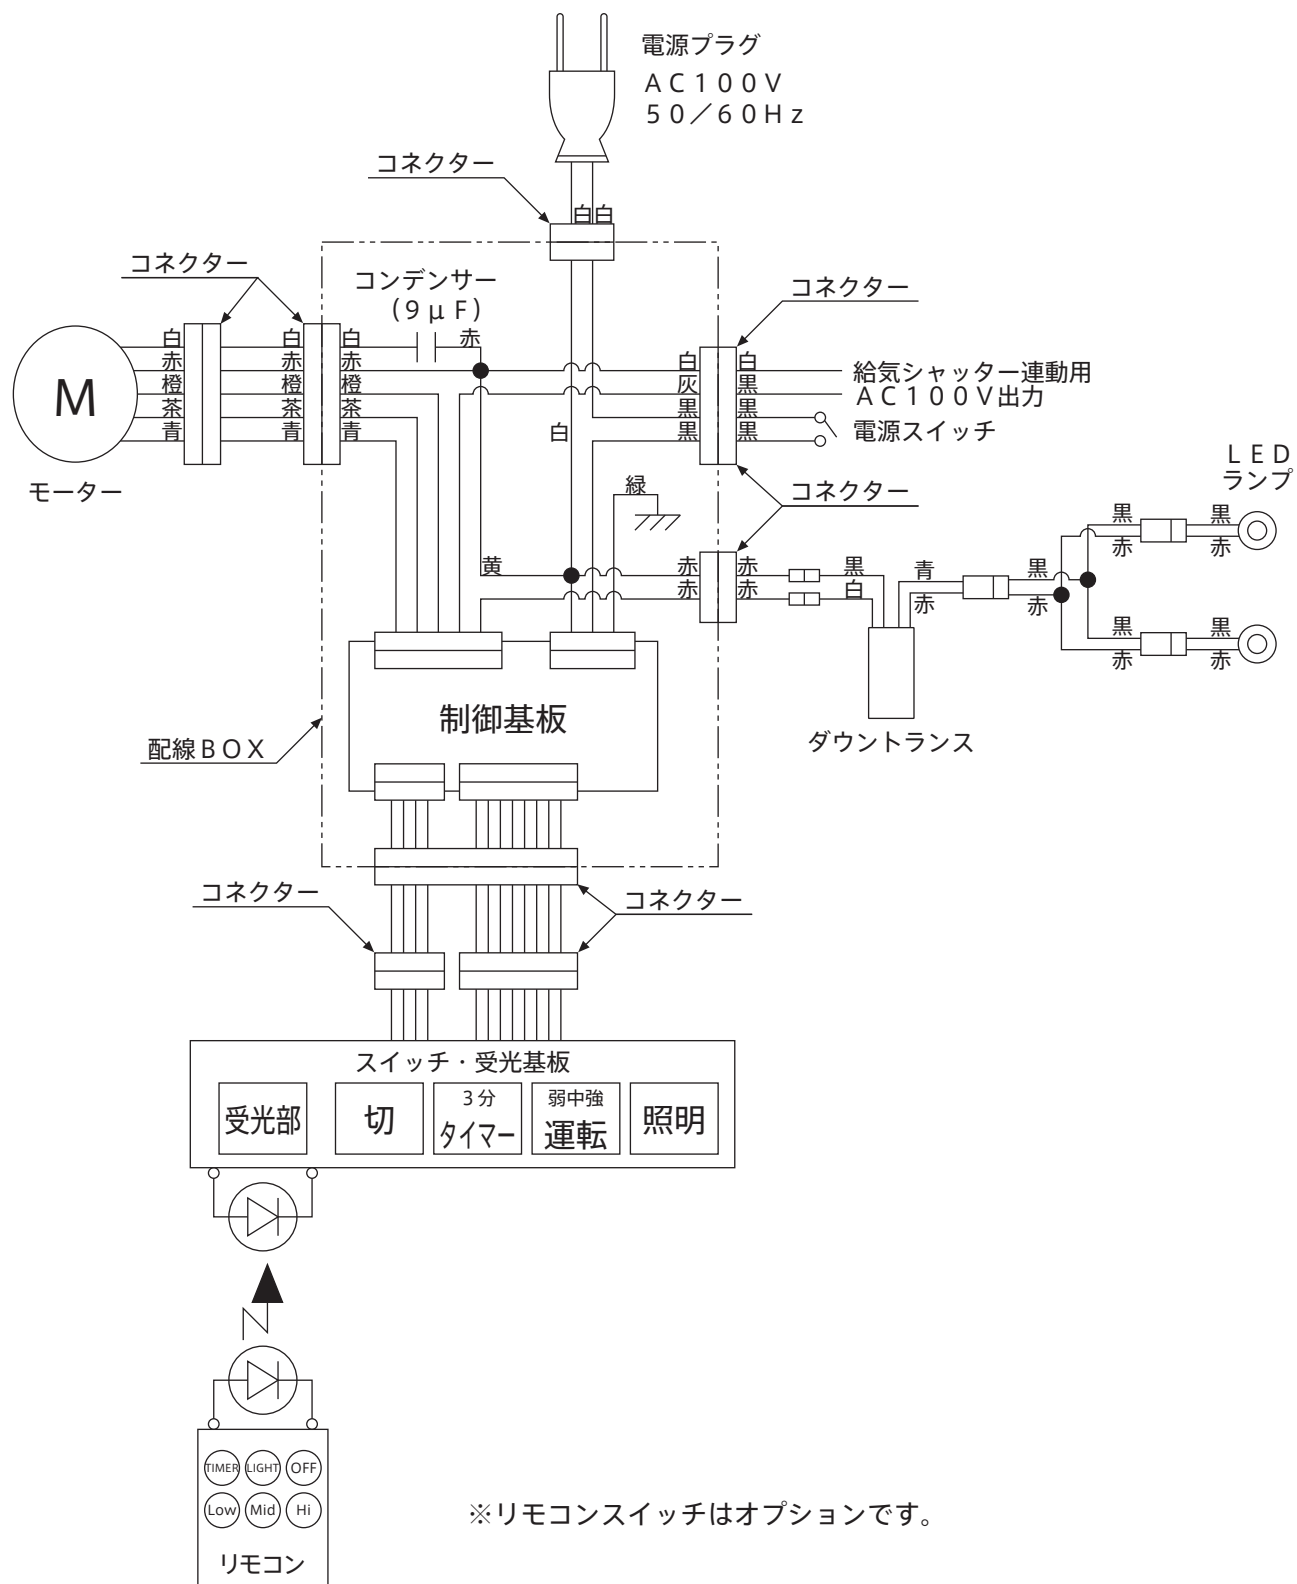 電源プラグ
AC100V
50／60Hz
コネクター
白白
コネクター
コンデンサー
(9μF)
コネクター
白 白 白 赤
赤 赤 赤
橙 橙 橙
茶 茶 茶
青 青 青
M
モーター
白 白
灰 黒
黒 黒
黒 黒
給気シャッター連動用
AC100V出力
電源スイッチ
白
緑
コネクター
LED
ランプ
黄
赤 赤 黒
赤 赤 白
青
赤
黒
赤
黒 黒
赤 赤
黒 黒
赤 赤
ダウントランス
制御基板
配線BOX
コネクター
コネクター
スイッチ・受光基板
受光部
切
3分
タイマー
弱中強
運転
照明
TIMER LIGHT OFF
Low Mid Hi
リモコン
※リモコンスイッチはオプションです。